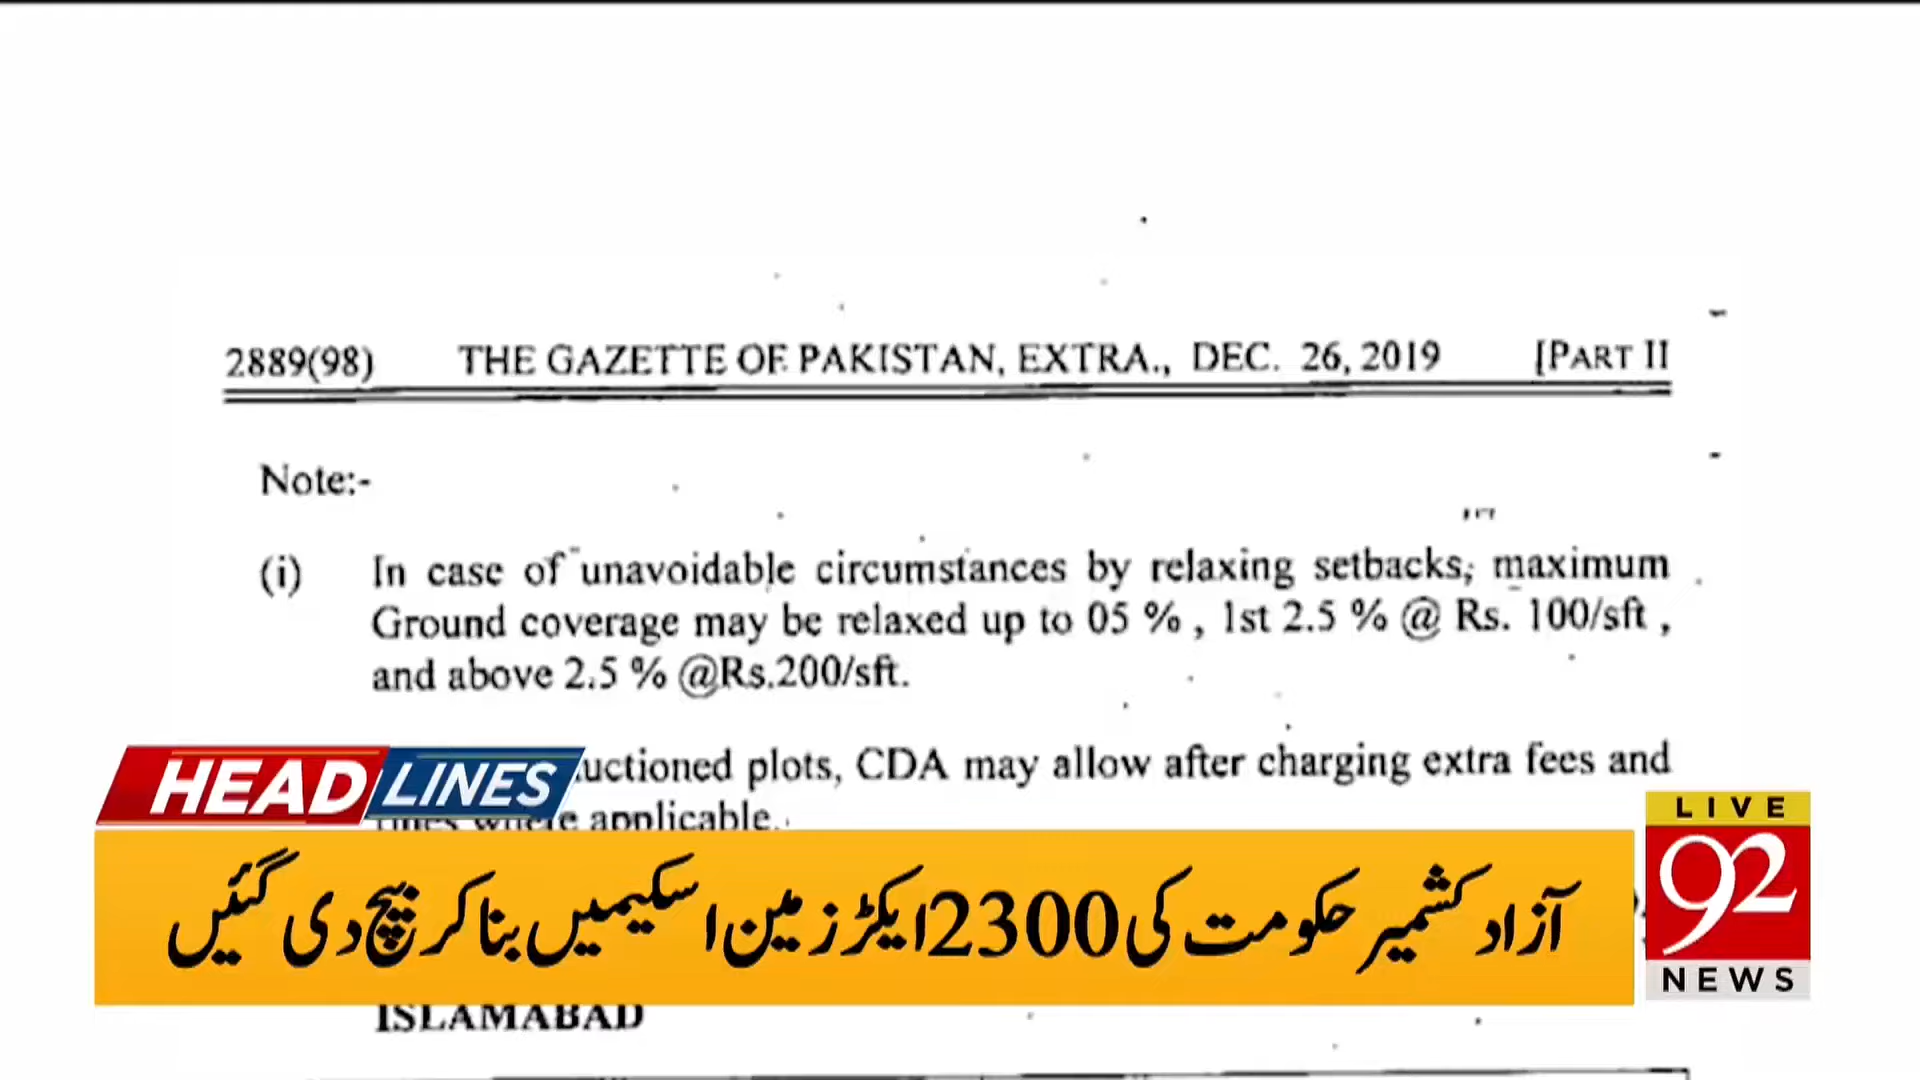 2889(98) THE GAZETTE OF PAKISTAN, EXTRA., DEC. 26, 2019 [PART II
Note:-
(i) In case of unavoidable circumstances by relaxing setbacks, maximum
Ground coverage may be relaxed up to 05 % , 1st 2.5 % @ Rs. 100/sft ,
and above 2.5 % @Rs.200/sft.
plots, CDA may allow after charging extra fees and
where applicable.
HEADLINES
آزاد کشمیر حکومت کی 2300 ایکڑ زمین اسکیمیں بنا کر بیچ دی گئیں
LIVE
92
NEWS
ISLAMABAD